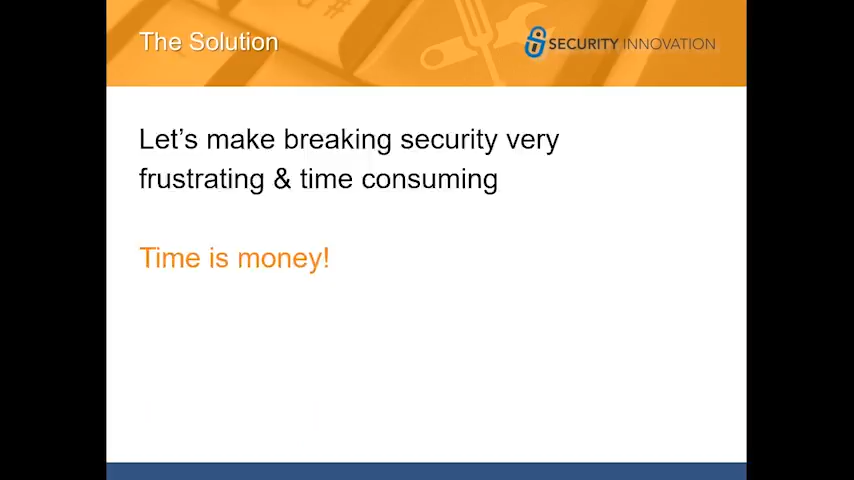 The Solution
SECURITY INNOVATION
Let's make breaking security very
frustrating & time consuming
Time is money!